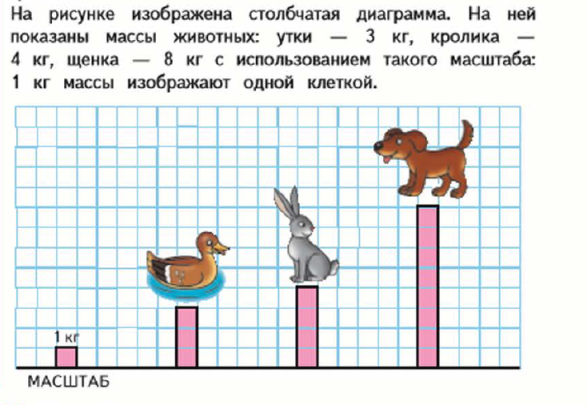 На рисунке изображена столбчатая диаграмма. На ней
показаны массы животных: утки — 3 кг, кролика —
4 кг, щенка — 8 кг с использованием такого масштаба:
1 кг массы изображают одной клеткой.
1 кг
МАСШТАБ